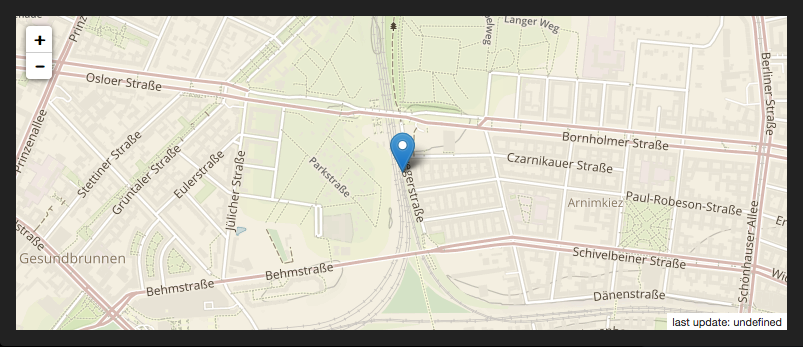 +
−
Langer Weg
Prinzenallee
Osloer Straße
Berliner Straße
Bornholmer Straße
Stettiner Straße
Grüntaler Straße
Eulerstraße
Jülicher Straße
Parkstraße
Czarnikauer Straße
Paul-Robeson-Straße
Arnimkiez
Gesundbrunnen
Behmstraße
Behmstraße
Schivelbeiner Straße
Schönhauser Allee
Dänenstraße
last update: undefined